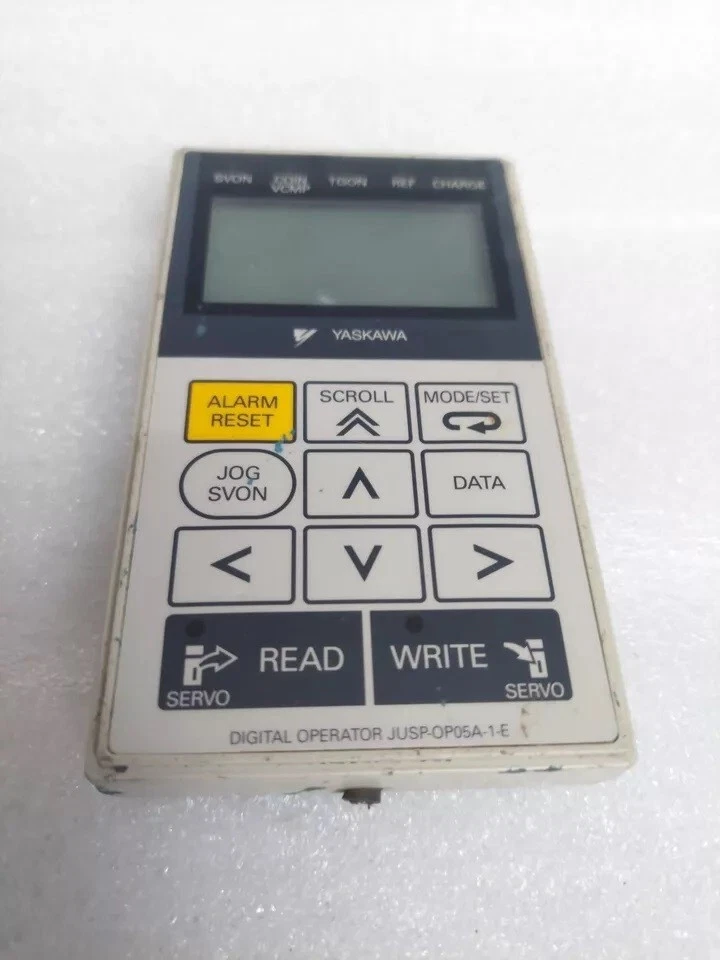 SVON COIN TGON REF CHARGE
VCMP
YASKAWA
ALARM SCROLL MODE/SET
RESET
JOG DATA
SVON
READ WRITE
SERVO SERVO
DIGITAL OPERATOR JUSP-OP05A-1-E